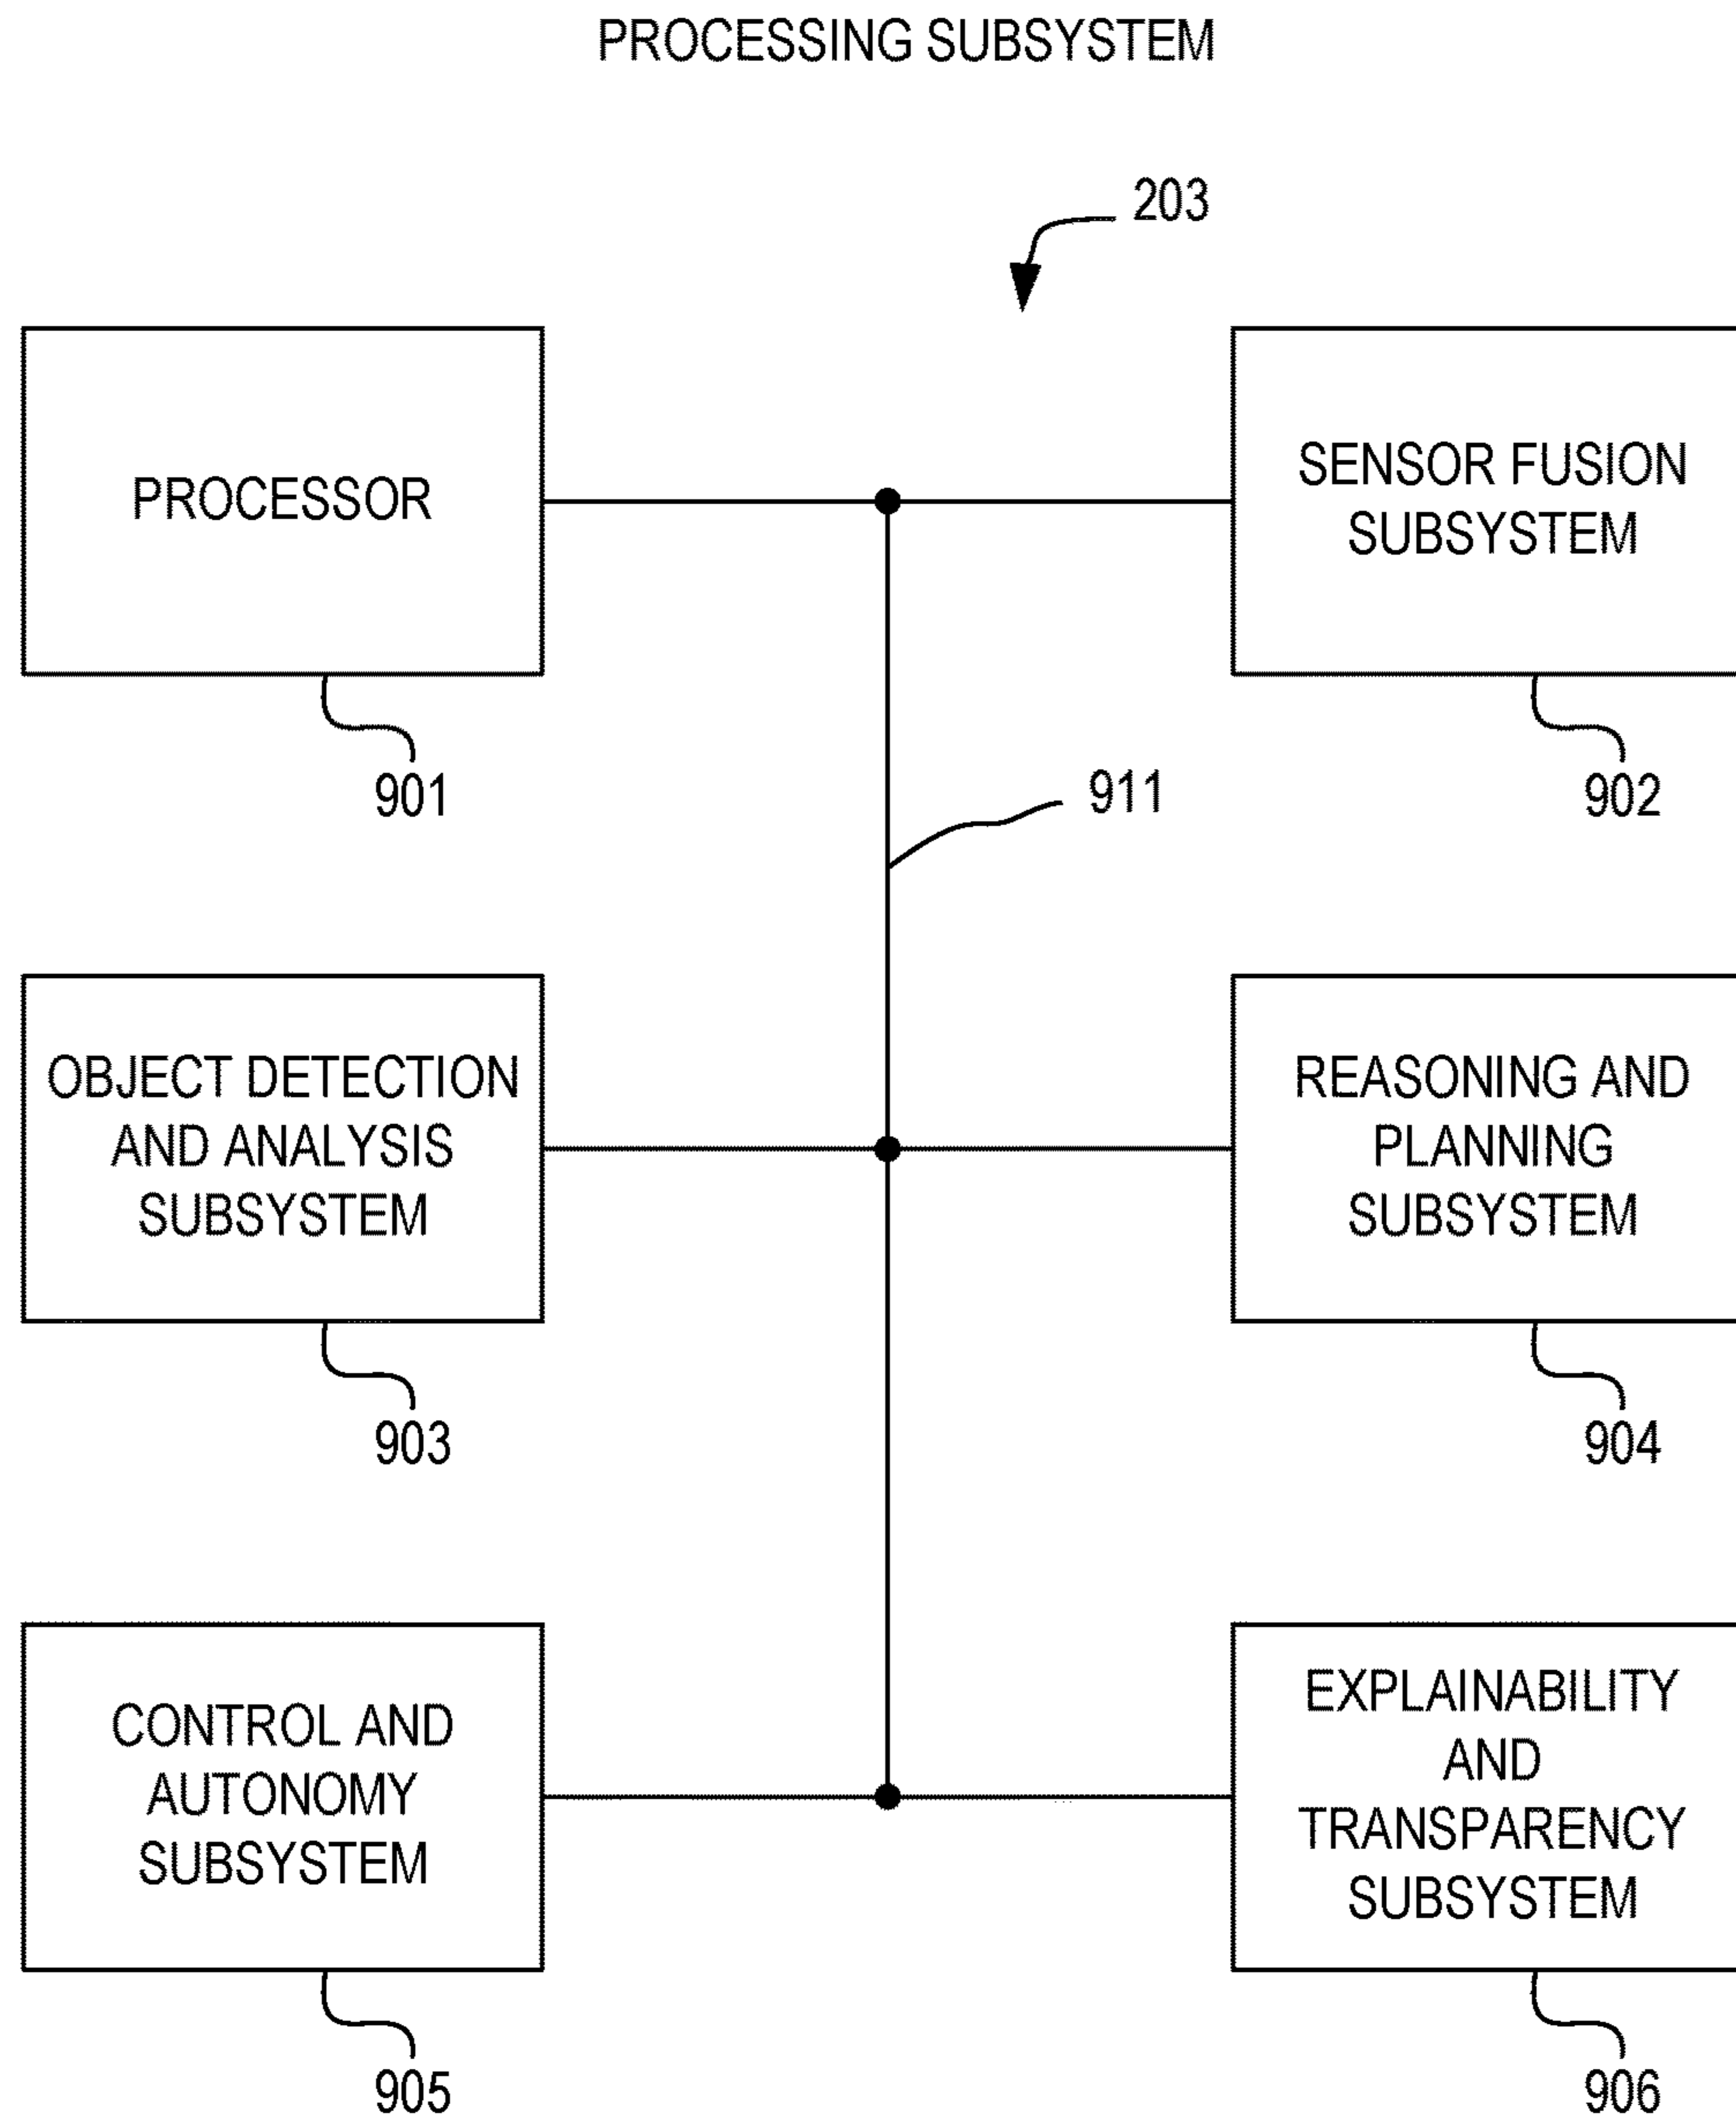 PROCESSING SUBSYSTEM
203
PROCESSOR
901
SENSOR FUSION
SUBSYSTEM
902
911
OBJECT DETECTION
AND ANALYSIS
SUBSYSTEM
903
REASONING AND
PLANNING
SUBSYSTEM
904
CONTROL AND
AUTONOMY
SUBSYSTEM
905
EXPLAINABILITY
AND
TRANSPARENCY
SUBSYSTEM
906